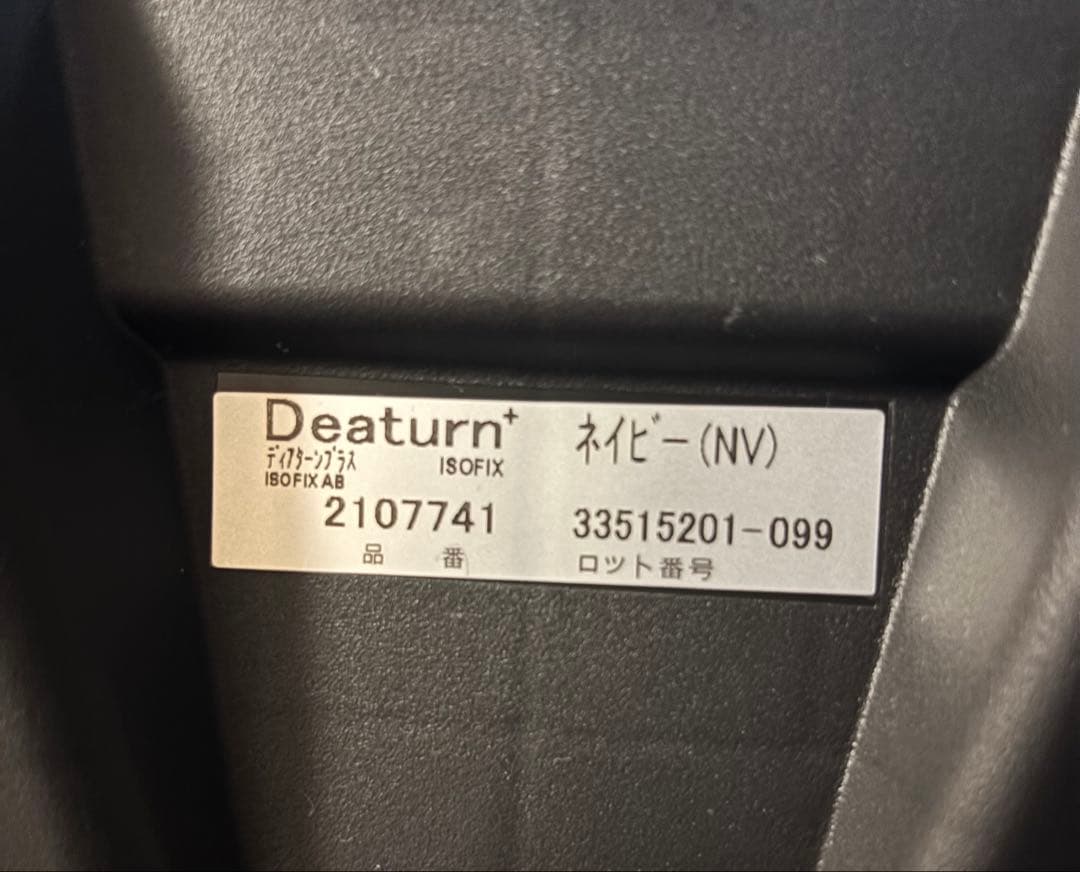 Deaturn+ ネイビー(NV)
ディアターンプラス ISOFIX
ISOFIX AB
2107741 33515201-099
品番 ロット番号